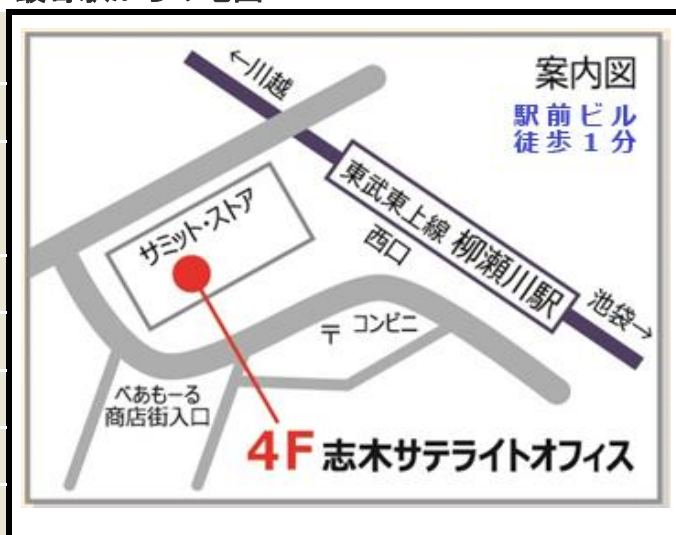 案内図
駅前ビル
徒歩1分
←川越
東武東上線 柳瀬川駅
西口
池袋→
サミット・ストア
〒 コンビニ
ぺあもーる
商店街入口
4F 志木サテライトオフィス